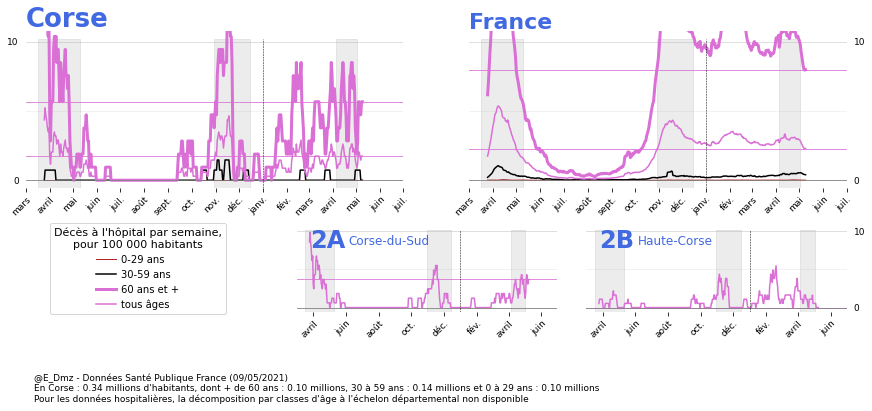 Corse
France
10
0
mars avril mai juin juil. août sept. oct. nov. déc. janv. fév. mars avril mai juin juil.
10
0
mars avril mai juin juil. août sept. oct. nov. déc. janv. fév. mars avril mai juin juil.
Décès à l'hôpital par semaine,
pour 100 000 habitants
0-29 ans
30-59 ans
60 ans et +
tous âges
2A Corse-du-Sud
avril juin août oct. déc. fév. avril juin
2B Haute-Corse
10
0
avril juin août oct. déc. fév. avril juin
@E_Dmz - Données Santé Publique France (09/05/2021)
En Corse : 0.34 millions d'habitants, dont + de 60 ans : 0.10 millions, 30 à 59 ans : 0.14 millions et 0 à 29 ans : 0.10 millions
Pour les données hospitalières, la décomposition par classes d'âge à l'échelon départemental non disponible